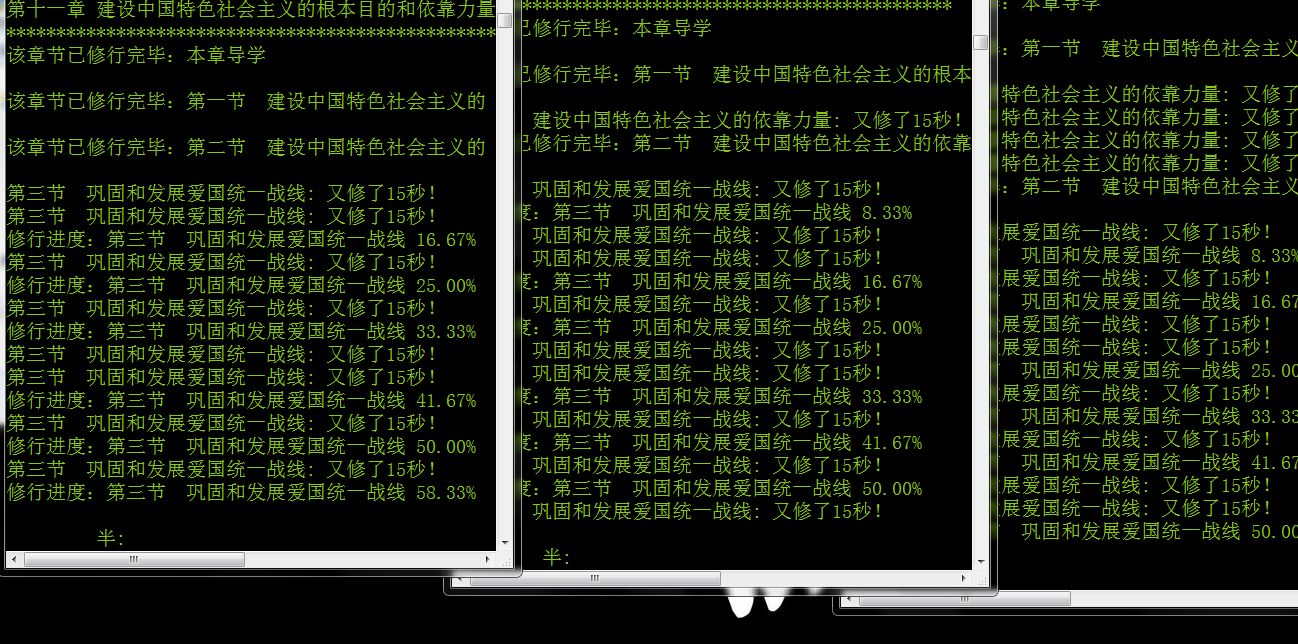 第十一章 建设中国特色社会主义的根本目的和依靠力量
************************************************
该章节已修行完毕: 本章导学
该章节已修行完毕: 第一节 建设中国特色社会主义的
该章节已修行完毕: 第二节 建设中国特色社会主义的
第三节 巩固和发展爱国统一战线: 又修了15秒!
第三节 巩固和发展爱国统一战线: 又修了15秒!
修行进度: 第三节 巩固和发展爱国统一战线 16.67%
第三节 巩固和发展爱国统一战线: 又修了15秒!
修行进度: 第三节 巩固和发展爱国统一战线 25.00%
第三节 巩固和发展爱国统一战线: 又修了15秒!
修行进度: 第三节 巩固和发展爱国统一战线 33.33%
第三节 巩固和发展爱国统一战线: 又修了15秒!
第三节 巩固和发展爱国统一战线: 又修了15秒!
修行进度: 第三节 巩固和发展爱国统一战线 41.67%
第三节 巩固和发展爱国统一战线: 又修了15秒!
修行进度: 第三节 巩固和发展爱国统一战线 50.00%
第三节 巩固和发展爱国统一战线: 又修了15秒!
修行进度: 第三节 巩固和发展爱国统一战线 58.33%
半:
*******************************************
已修行完毕: 本章导学
已修行完毕: 第一节 建设中国特色社会主义的根本
建设中国特色社会主义的依靠力量: 又修了15秒!
已修行完毕: 第二节 建设中国特色社会主义的依靠
巩固和发展爱国统一战线: 又修了15秒!
度: 第三节 巩固和发展爱国统一战线 8.33%
巩固和发展爱国统一战线: 又修了15秒!
巩固和发展爱国统一战线: 又修了15秒!
度: 第三节 巩固和发展爱国统一战线 16.67%
巩固和发展爱国统一战线: 又修了15秒!
度: 第三节 巩固和发展爱国统一战线 25.00%
巩固和发展爱国统一战线: 又修了15秒!
巩固和发展爱国统一战线: 又修了15秒!
度: 第三节 巩固和发展爱国统一战线 33.33%
巩固和发展爱国统一战线: 又修了15秒!
度: 第三节 巩固和发展爱国统一战线 41.67%
巩固和发展爱国统一战线: 又修了15秒!
度: 第三节 巩固和发展爱国统一战线 50.00%
巩固和发展爱国统一战线: 又修了15秒!
半:
: 本章导学
: 第一节 建设中国特色社会主义
特色社会主义的依靠力量: 又修了
特色社会主义的依靠力量: 又修了
特色社会主义的依靠力量: 又修了
特色社会主义的依靠力量: 又修了
: 第二节 建设中国特色社会主义
展爱国统一战线: 又修了15秒!
巩固和发展爱国统一战线 8.33%
展爱国统一战线: 又修了15秒!
巩固和发展爱国统一战线 16.67
展爱国统一战线: 又修了15秒!
展爱国统一战线: 又修了15秒!
巩固和发展爱国统一战线 25.00
展爱国统一战线: 又修了15秒!
巩固和发展爱国统一战线 33.33
展爱国统一战线: 又修了15秒!
巩固和发展爱国统一战线 41.67
展爱国统一战线: 又修了15秒!
展爱国统一战线: 又修了15秒!
巩固和发展爱国统一战线 50.00